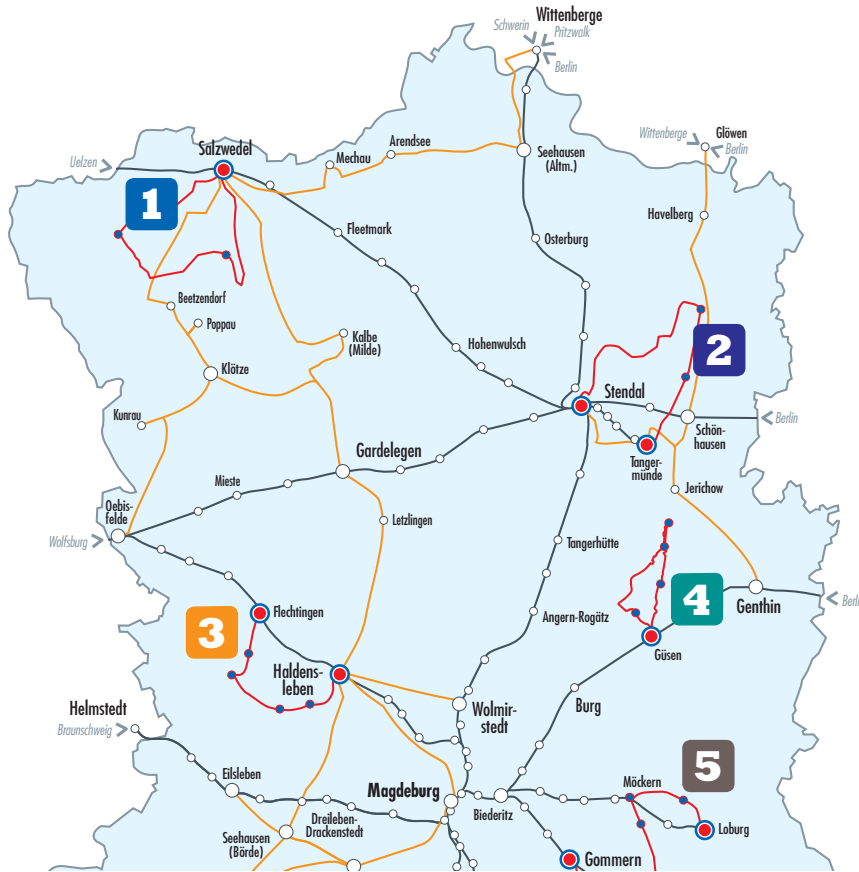 Wittenberge
Schwerin
Pritzwalk
Berlin
Wittenberge
Glöwen
Berlin
Salzwedel
Arendsee
Mechau
Seehausen
(Altm.)
Uelzen
1
Havelberg
Fleetmark
Osterburg
Beetzendorf
Poppau
Kalbe
(Milde)
Hohenwulsch
2
Klötze
Stendal
Kunrau
Berlin
Schön-
hausen
Gardelegen
Tanger-
münde
Mieste
Jerichow
Oebis-
felde
Letzlingen
Wolfsburg
Tangerhütte
4
Genthin
Berl
Flechtingen
Angern-Rogätz
3
Güsen
Haldens-
leben
Helmstedt
Wolmir-
stedt
Burg
Braunschweig
5
Eilsleben
Möckern
Magdeburg
Biederitz
Dreileben-
Drackenstedt
Loburg
Seehausen
(Börde)
Gommern